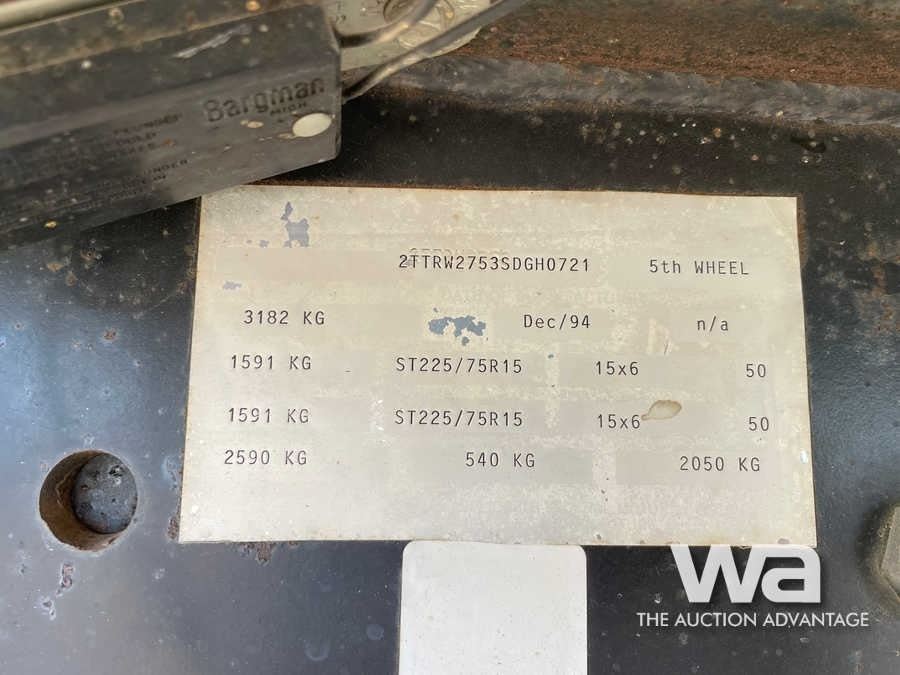 Bargman
MICH
2TTRW2753SDGH0721 5th WHEEL
3182 KG Dec/94 n/a
1591 KG ST225/75R15 15x6 50
1591 KG ST225/75R15 15x6 50
2590 KG 540 KG 2050 KG
wa
THE AUCTION ADVANTAGE